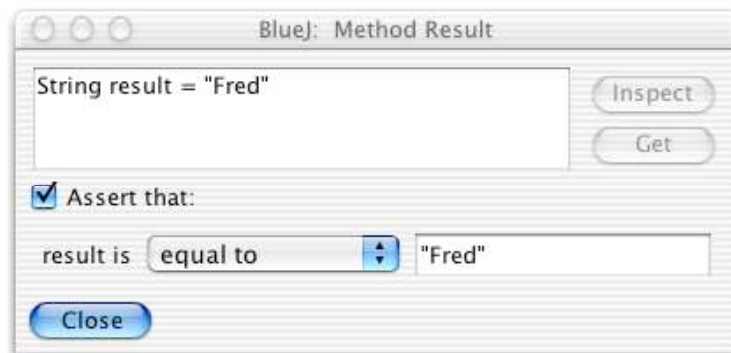 BlueJ: Method Result
String result = "Fred"
Inspect
Get
Assert that:
result is equal to "Fred"
Close